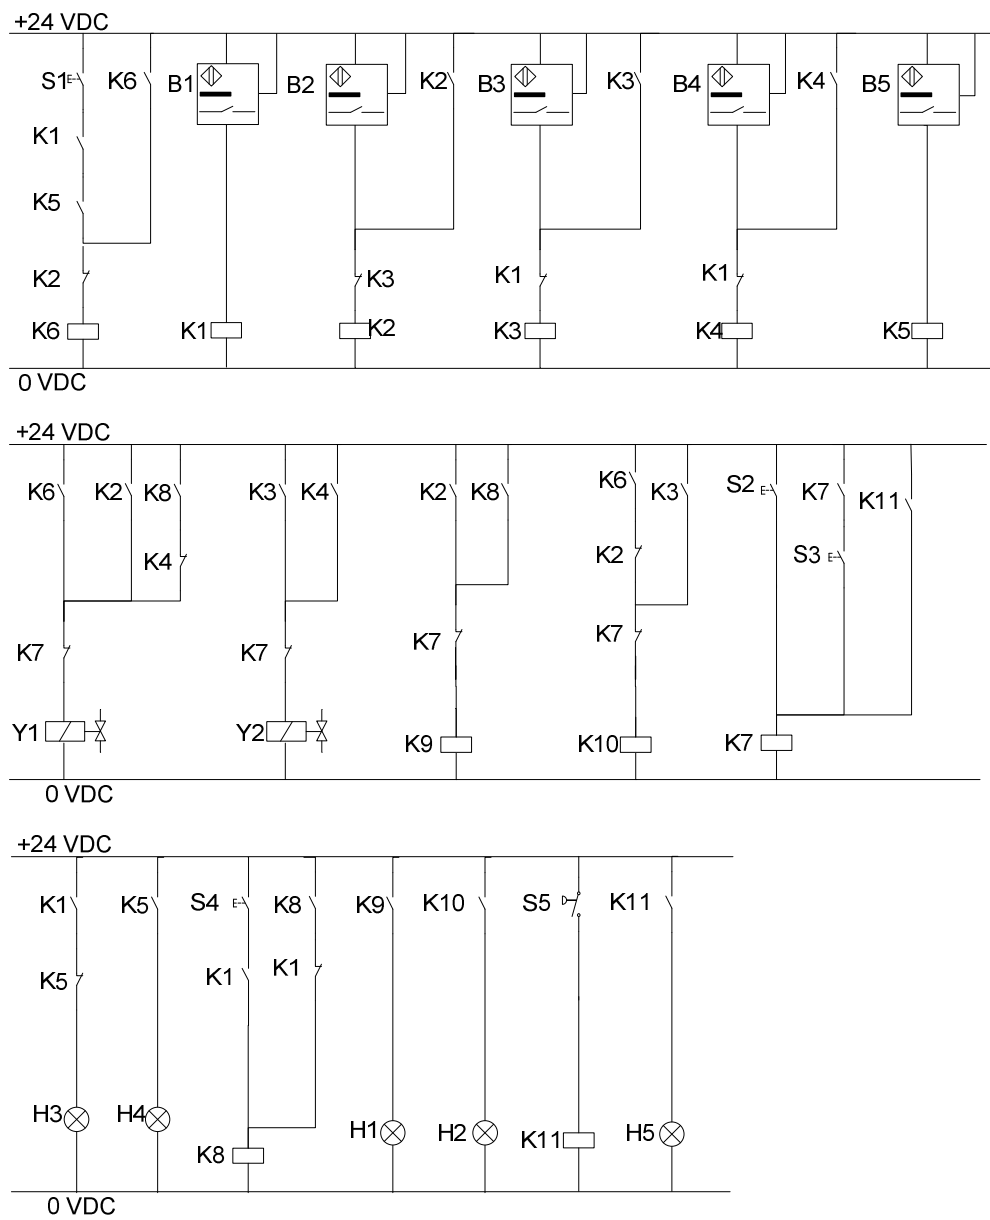 +24 VDC
S1 K6 B1 B2 K2 B3 K3 B4 K4 B5
K1
K5
K2 K3 K1 K1
K6 K1 K2 K3 K4 K5
0 VDC
+24 VDC
K6 K2 K8 K3 K4 K2 K8 K6 K3 S2 K7 K11
K4 K2 S3
K7 K7 K7 K7
Y1 Y2 K9 K10 K7
0 VDC
+24 VDC
K1 K5 S4 K8 K9 K10 S5 K11
K5 K1 K1
H3 H4 H1 H2 K11 H5
K8
0 VDC